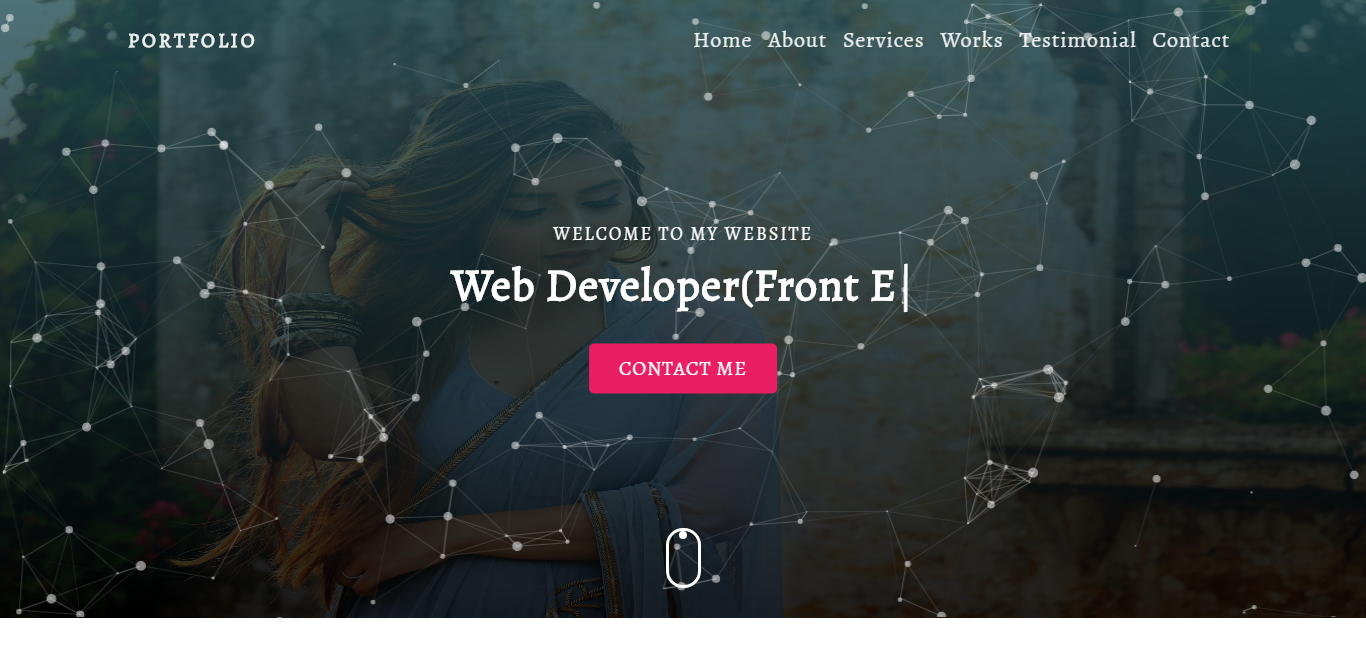 PORTFOLIO
Home About Services Works Testimonial Contact
WELCOME TO MY WEBSITE
Web Developer(Front E|
CONTACT ME